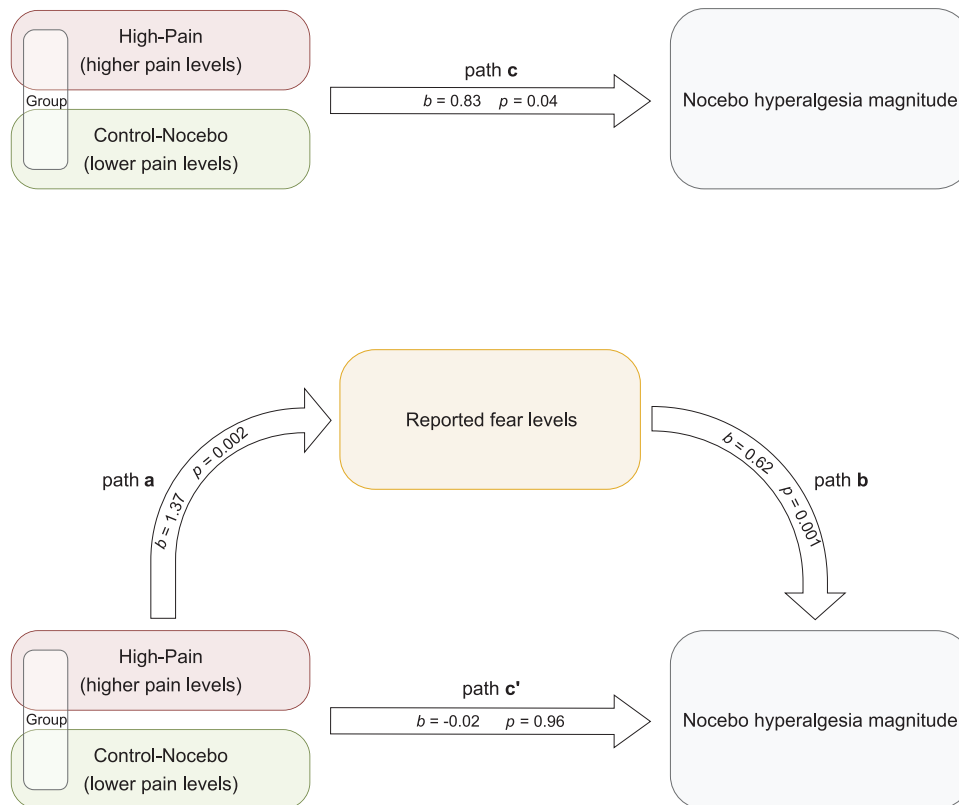 High-Pain
(higher pain levels)
Group
Control-Nocebo
(lower pain levels)
path c
b = 0.83 p = 0.04
Nocebo hyperalgesia magnitude
Reported fear levels
path a
b = 1.37 p = 0.002
b = 0.62 p = 0.001
path b
High-Pain
(higher pain levels)
Group
Control-Nocebo
(lower pain levels)
path c'
b = -0.02 p = 0.96
Nocebo hyperalgesia magnitude